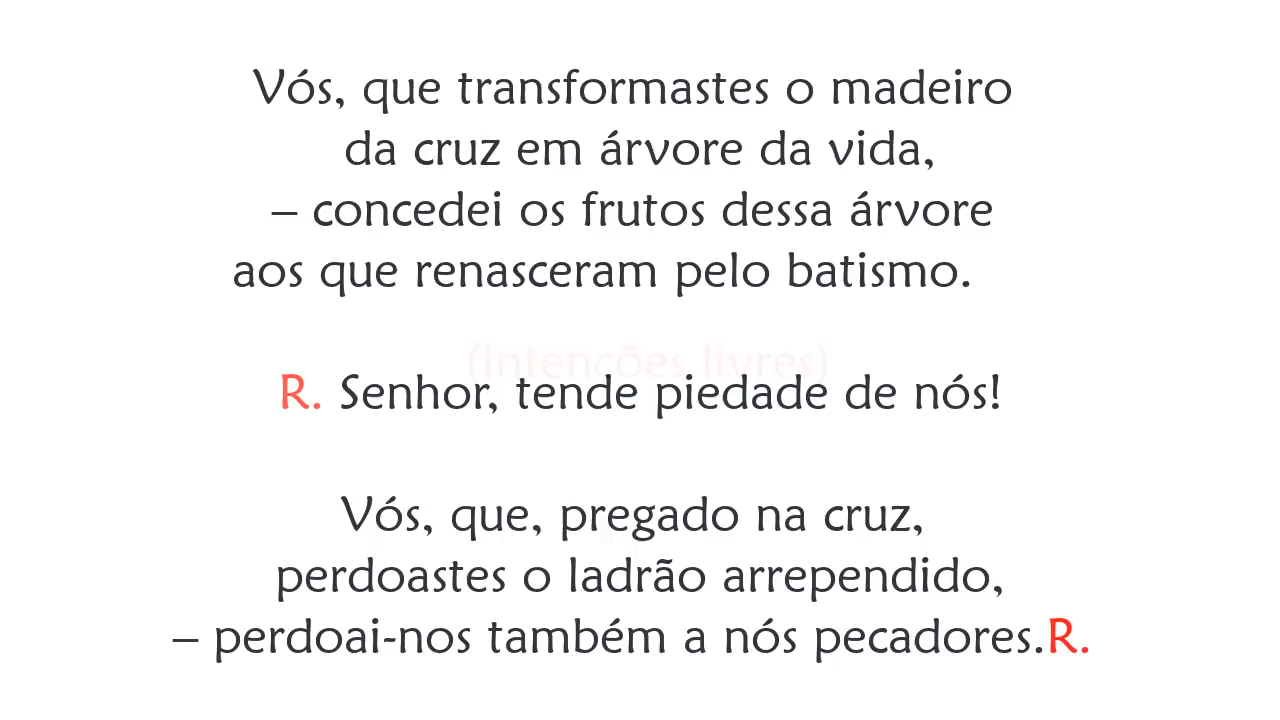 Vós, que transformastes o madeiro
da cruz em árvore da vida,
– concedei os frutos dessa árvore
aos que renasceram pelo batismo.
(intenções livres)
R. Senhor, tende piedade de nós!
Vós, que, pregado na cruz,
perdoastes o ladrão arrependido,
– perdoai-nos também a nós pecadores.R.